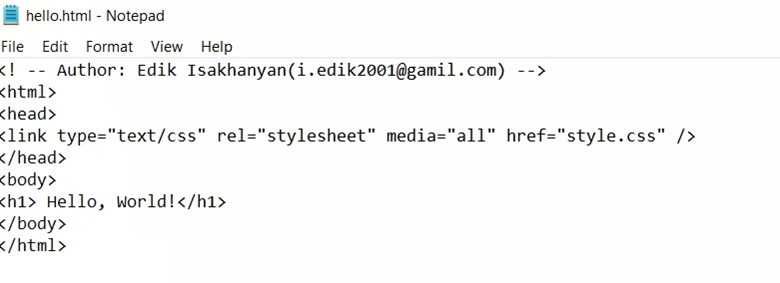 hello.html - Notepad
File Edit Format View Help
<! -- Author: Edik Isakhanyan(i.edik2001@gamil.com) -->
<html>
<head>
<link type="text/css" rel="stylesheet" media="all" href="style.css" />
</head>
<body>
<h1> Hello, World!</h1>
</body>
</html>